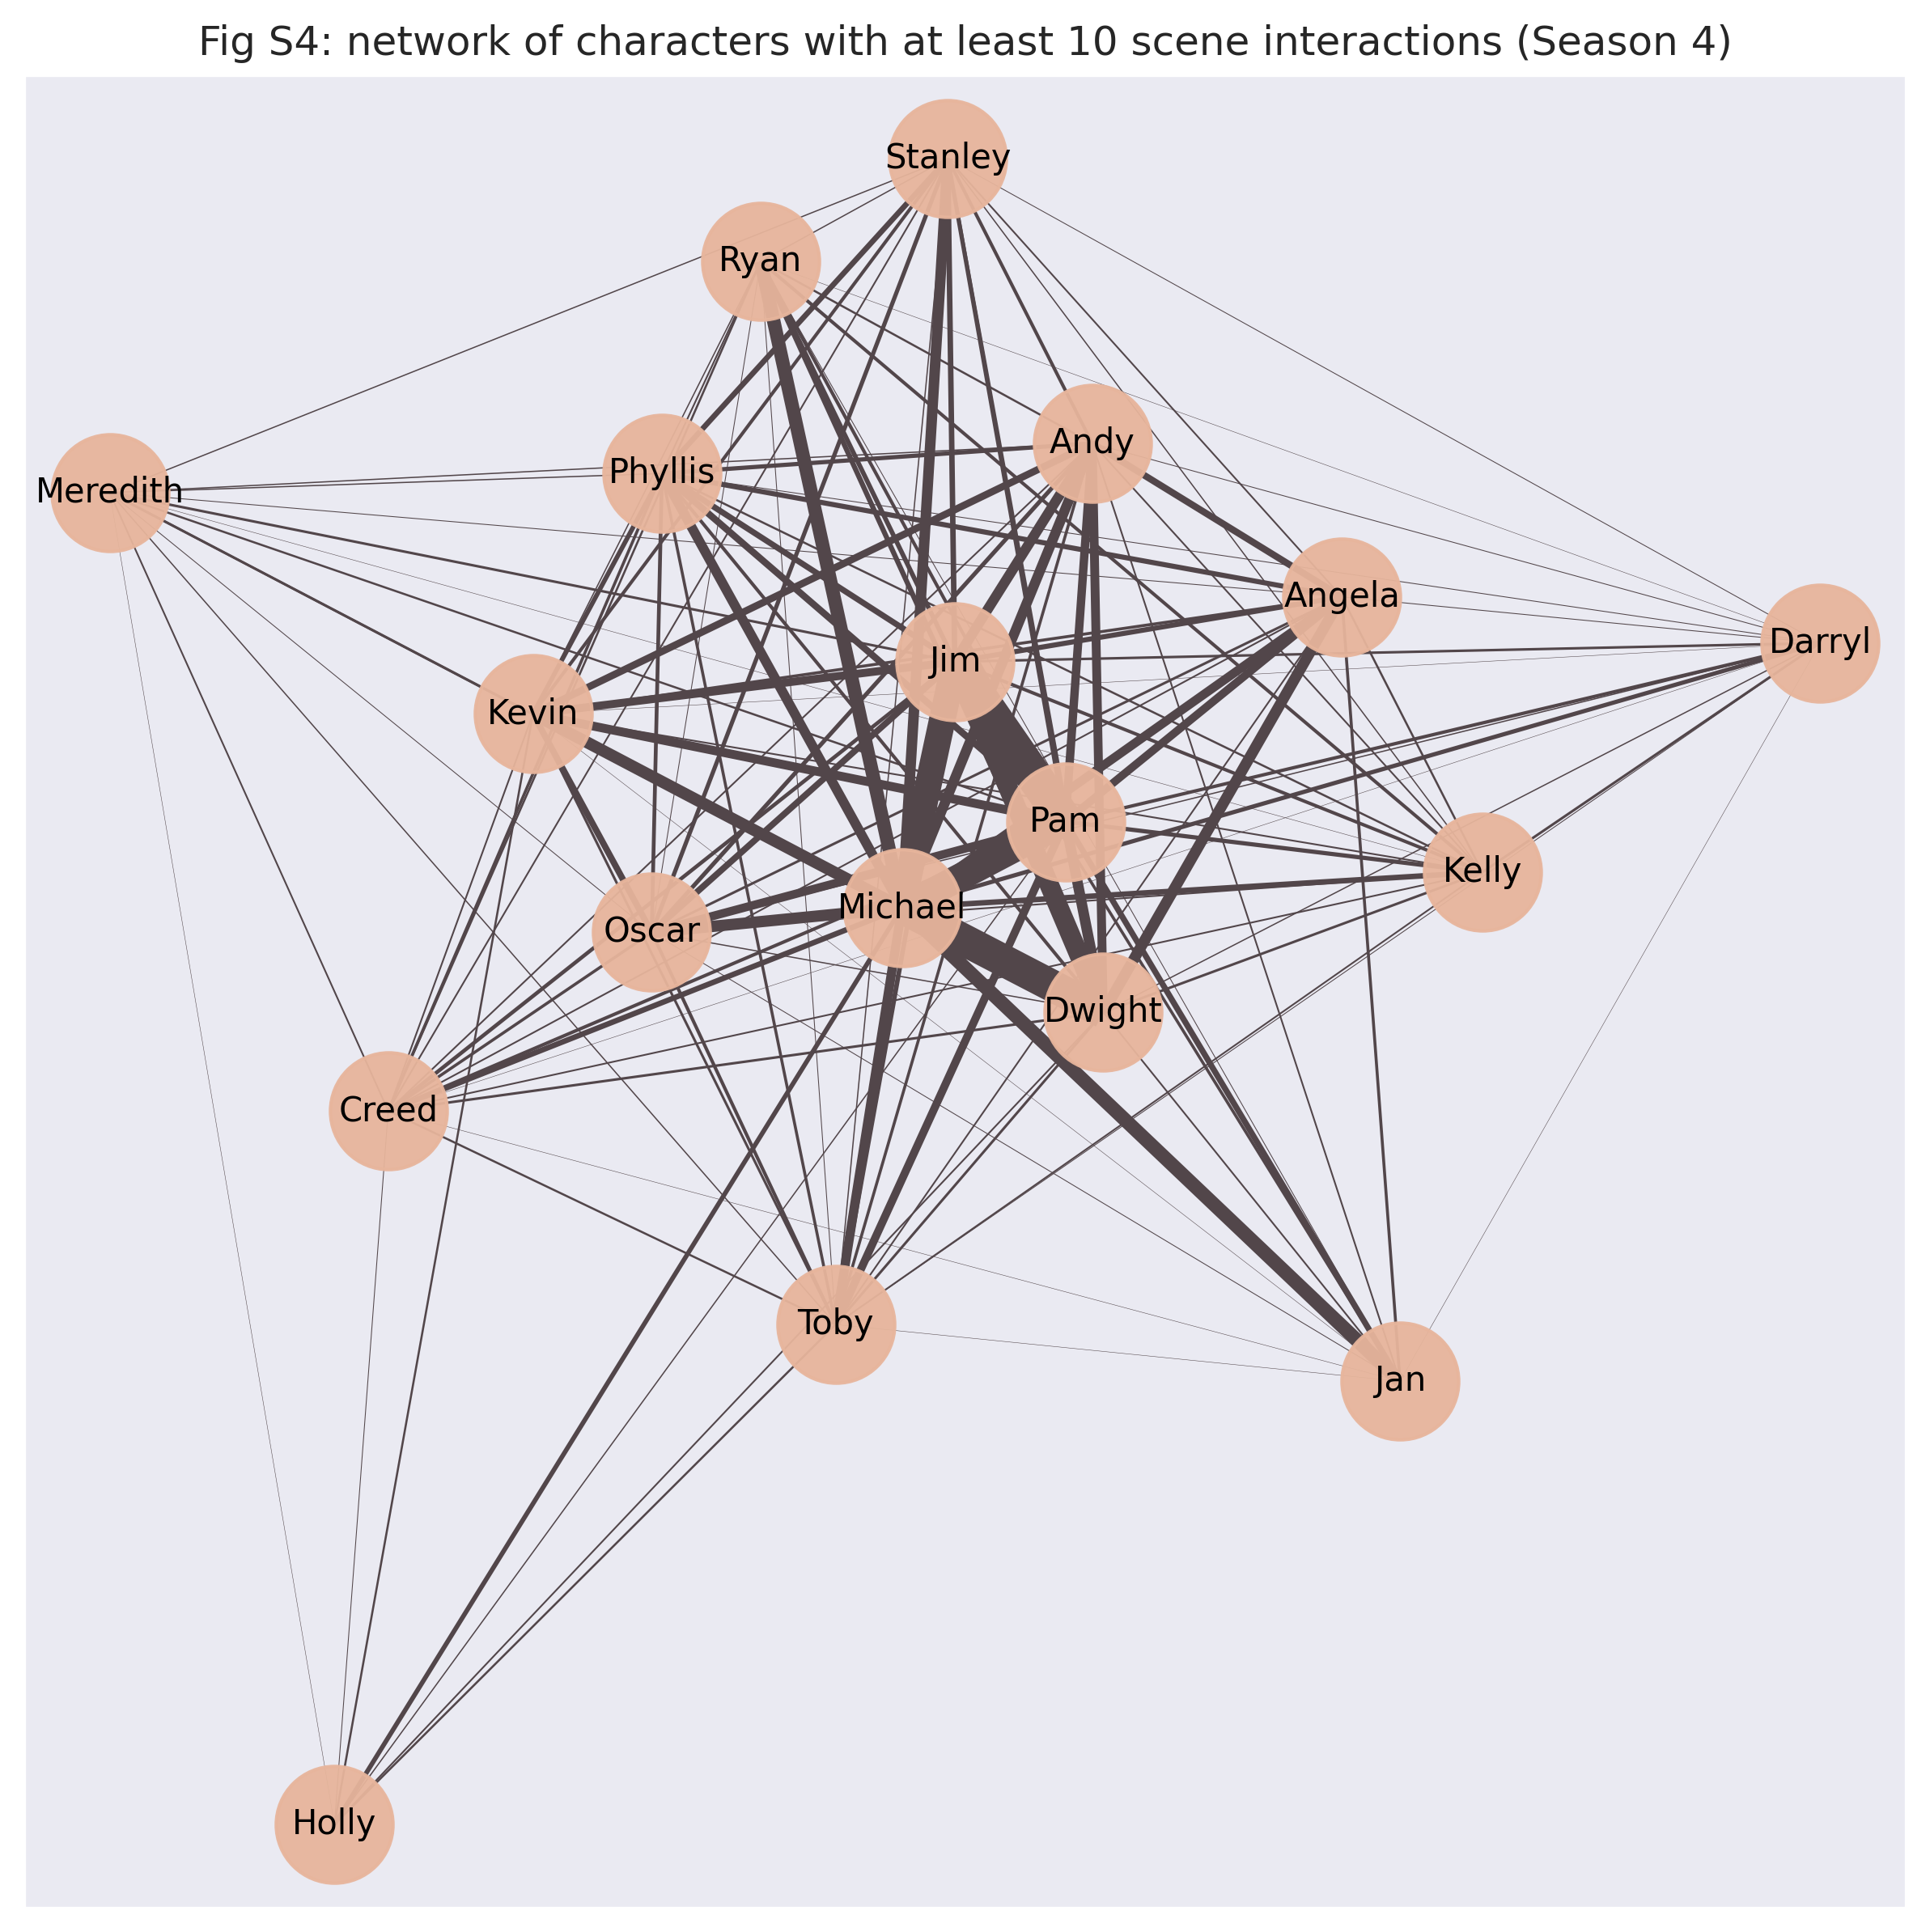 Fig S4: network of characters with at least 10 scene interactions (Season 4)
Stanley
Ryan
Andy
Phyllis
Meredith
Angela
Darryl
Jim
Kevin
Pam
Kelly
Michael
Oscar
Dwight
Creed
Toby
Jan
Holly